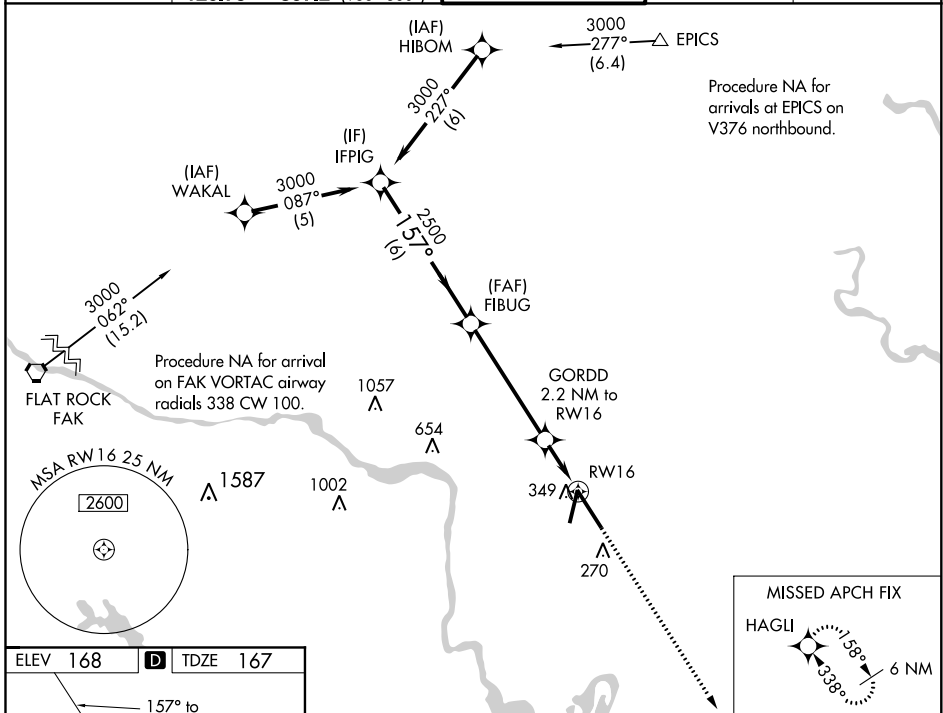 (IAF)
HIBOM
3000
277°
(6.4)
EPICS
Procedure NA for
arrivals at EPICS on
V376 northbound.
3000
227°
(6)
(IF)
IFPIG
(IAF)
WAKAL
3000
087°
(5)
2500
157°
(6)
(FAF)
FIBUG
3000
062°
(15.2)
FLAT ROCK
FAK
Procedure NA for arrival
on FAK VORTAC airway
radials 338 CW 100.
GORDD
2.2 NM to
RW16
1057
654
1587
1002
349
RW16
270
MSA RW16 25 NM
2600
MISSED APCH FIX
HAGLI
158°
338°
6 NM
ELEV 168 D TDZE 167
157° to